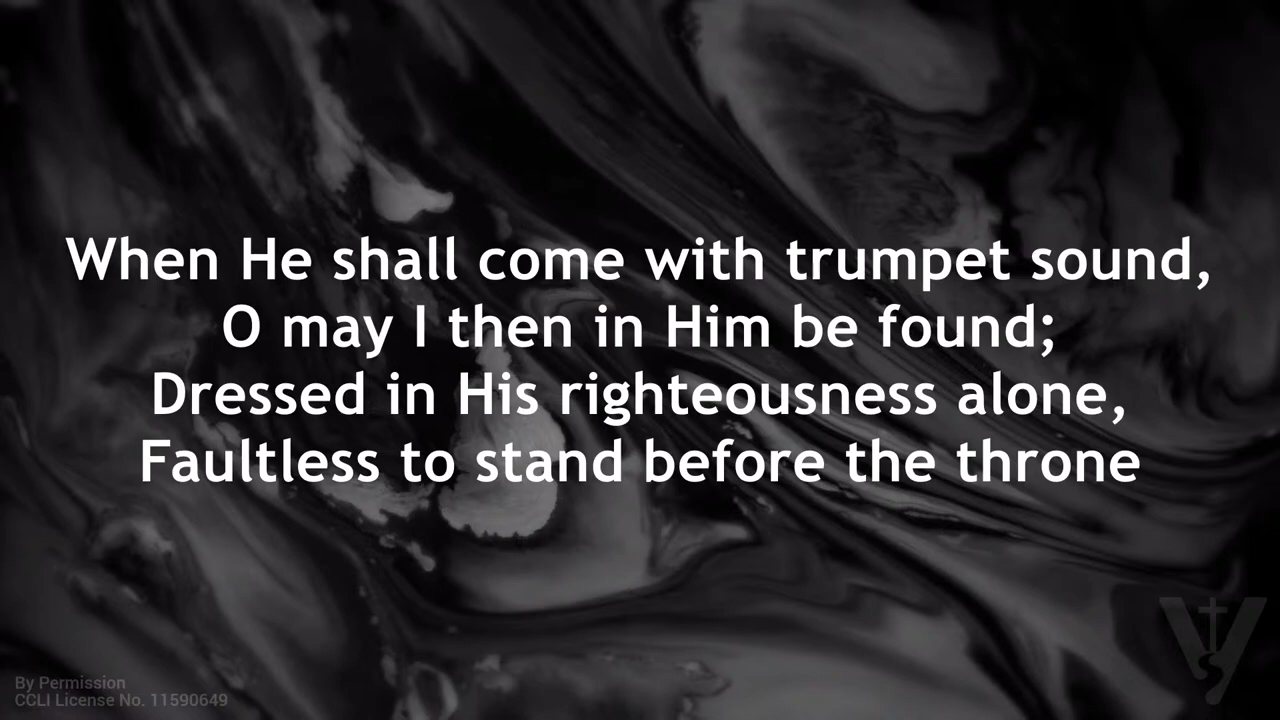 When He shall come with trumpet sound,
O may I then in Him be found;
Dressed in His righteousness alone,
Faultless to stand before the throne
By Permission
CCLI License No. 11590649